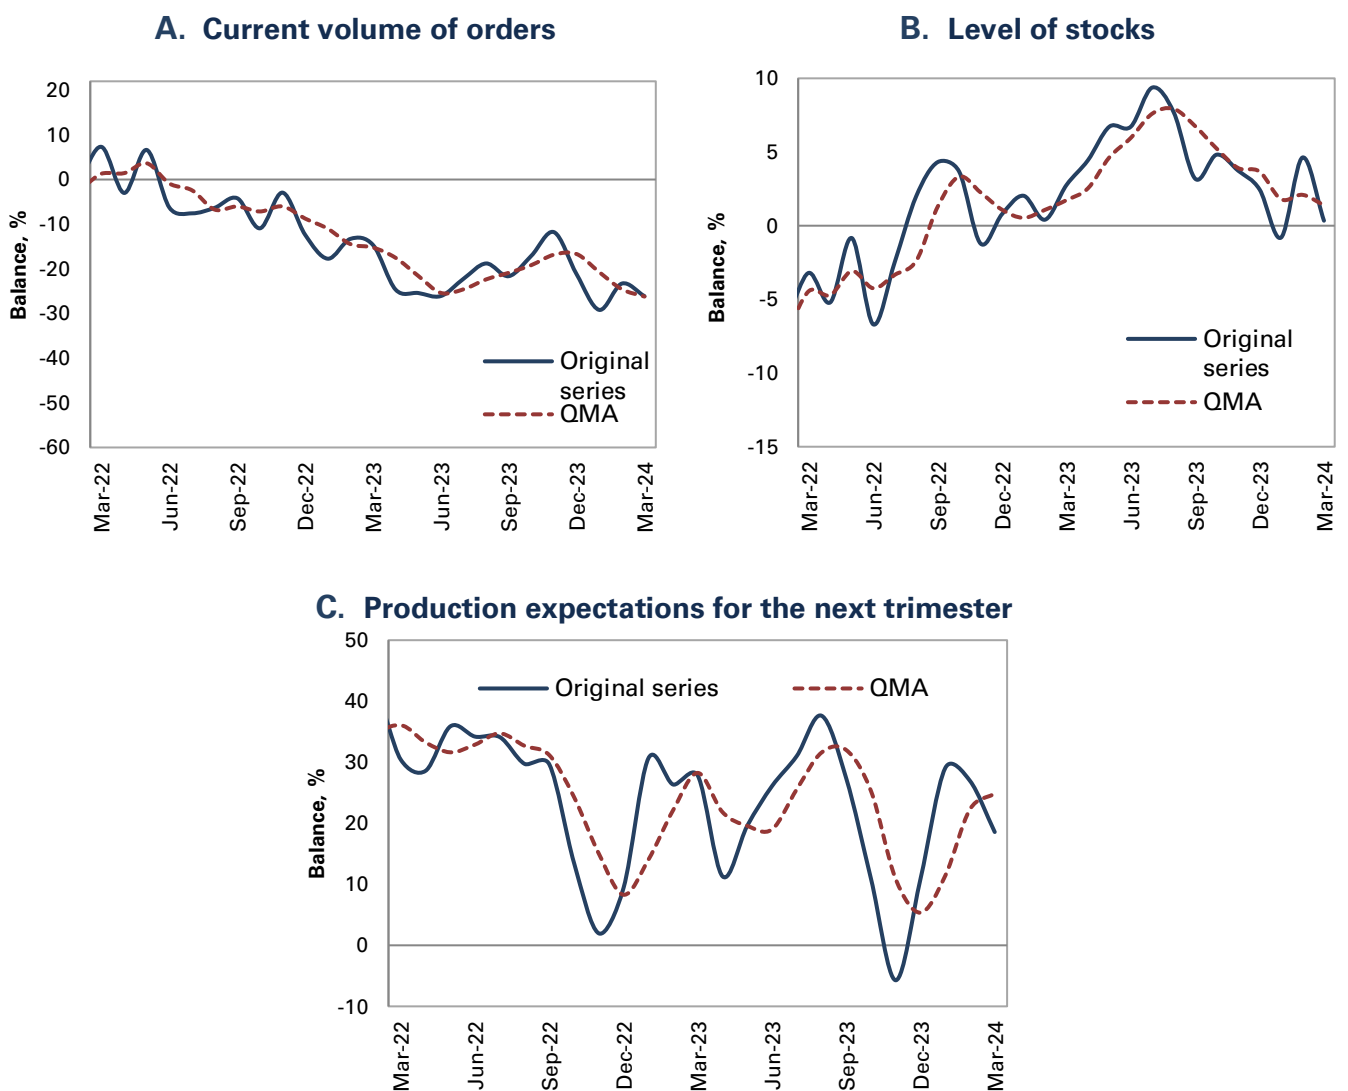 A. Current volume of orders
20
10
0
-10
-20
-30
-40
-50
-60
Balance, %
Original
series
QMA
Mar-22
Jun-22
Sep-22
Dec-22
Mar-23
Jun-23
Sep-23
Dec-23
Mar-24
B. Level of stocks
10
5
0
-5
-10
-15
Balance, %
Original
series
QMA
Mar-22
Jun-22
Sep-22
Dec-22
Mar-23
Jun-23
Sep-23
Dec-23
Mar-24
C. Production expectations for the next trimester
50
40
30
20
10
0
-10
Balance, %
Original series
QMA
Mar-22
Jun-22
Sep-22
Dec-22
Mar-23
Jun-23
Sep-23
Dec-23
Mar-24